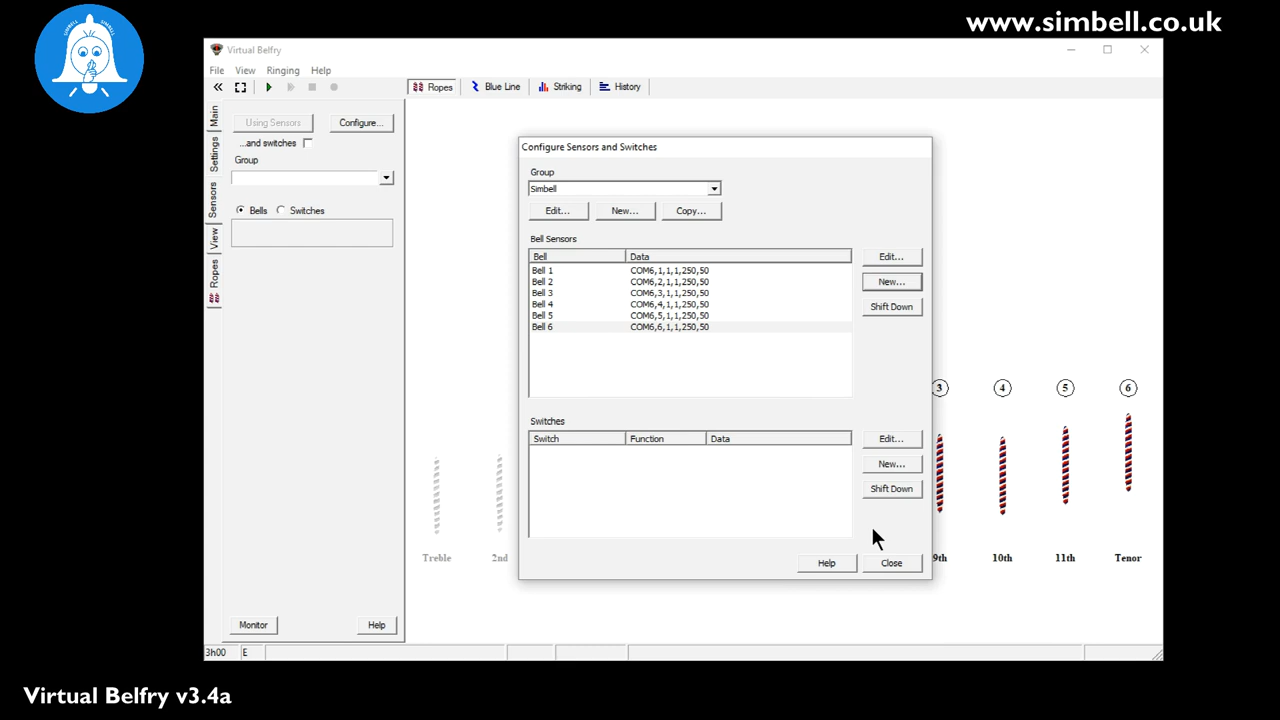 www.simbell.co.uk
SIMBELL SIMBELL
Virtual Belfry
File View Ringing Help
Ropes Blue Line Striking History
Main
Settings
Sensors
View
Ropes
Using Sensors Configure...
...and switches
Group
Bells Switches
Configure Sensors and Switches
Group
Simbell
Edit... New... Copy...
Bell Sensors
Bell Data Edit...
Bell 1 COM6,1,1,1,250,50
Bell 2 COM6,2,1,1,250,50 New...
Bell 3 COM6,3,1,1,250,50
Bell 4 COM6,4,1,1,250,50 Shift Down
Bell 5 COM6,5,1,1,250,50
Bell 6 COM6,6,1,1,250,50
3 4 5 6
Switches
Switch Function Data Edit...
New...
Shift Down
Treble 2nd 9th 10th 11th Tenor
Help Close
Monitor Help
3h00 E
Virtual Belfry v3.4a